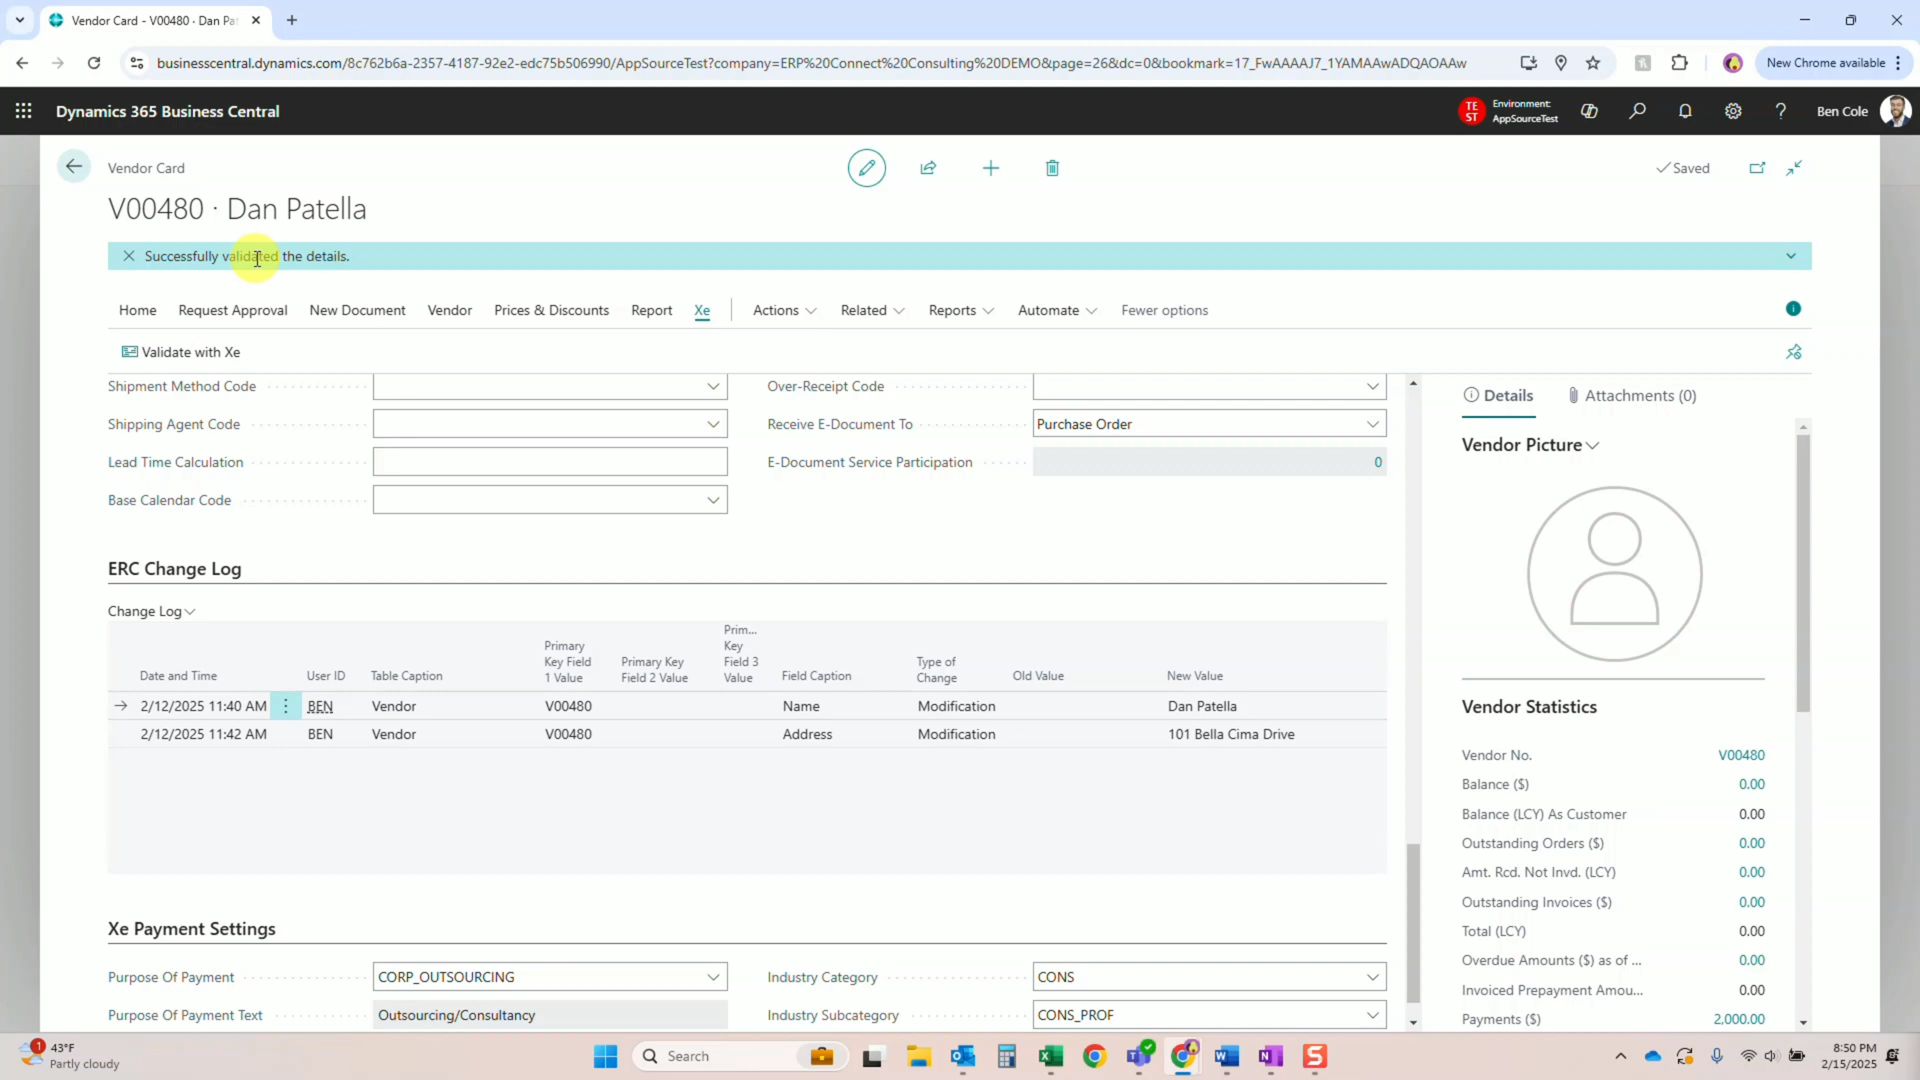 Vendor Card - V00480 · Dan Pa
businesscentral.dynamics.com/8c762b6a-2357-4187-92e2-edc75b506990/AppSourceTest?company=ERP%20Connect%20Consulting%20DEMO&page=26&dc=0&bookmark=17_FwAAAAJ7_1YAMAAwADQAOAAw
New Chrome available
Dynamics 365 Business Central
TE
ST
Environment:
AppSourceTest
Ben Cole
Vendor Card
Saved
V00480 · Dan Patella
Successfully validated the details.
Home Request Approval New Document Vendor Prices & Discounts Report Xe Actions Related Reports Automate Fewer options
Validate with Xe
Shipment Method Code
Over-Receipt Code
Shipping Agent Code
Receive E-Document To Purchase Order
Lead Time Calculation
E-Document Service Participation 0
Base Calendar Code
ERC Change Log
Change Log
Date and Time User ID Table Caption Primary Key Field 1 Value Primary Key Field 2 Value Prim... Key Field 3 Value Field Caption Type of Change Old Value New Value
2/12/2025 11:40 AM BEN Vendor V00480 Name Modification Dan Patella
2/12/2025 11:42 AM BEN Vendor V00480 Address Modification 101 Bella Cima Drive
Xe Payment Settings
Purpose Of Payment CORP_OUTSOURCING
Industry Category CONS
Purpose Of Payment Text Outsourcing/Consultancy
Industry Subcategory CONS_PROF
Details Attachments (0)
Vendor Picture
Vendor Statistics
Vendor No. V00480
Balance ($) 0.00
Balance (LCY) As Customer 0.00
Outstanding Orders ($) 0.00
Amt. Rcd. Not Invd. (LCY) 0.00
Outstanding Invoices ($) 0.00
Total (LCY) 0.00
Overdue Amounts ($) as of ... 0.00
Invoiced Prepayment Amou... 0.00
Payments ($) 2,000.00
1
43°F
Partly cloudy
Search
8:50 PM
2/15/2025